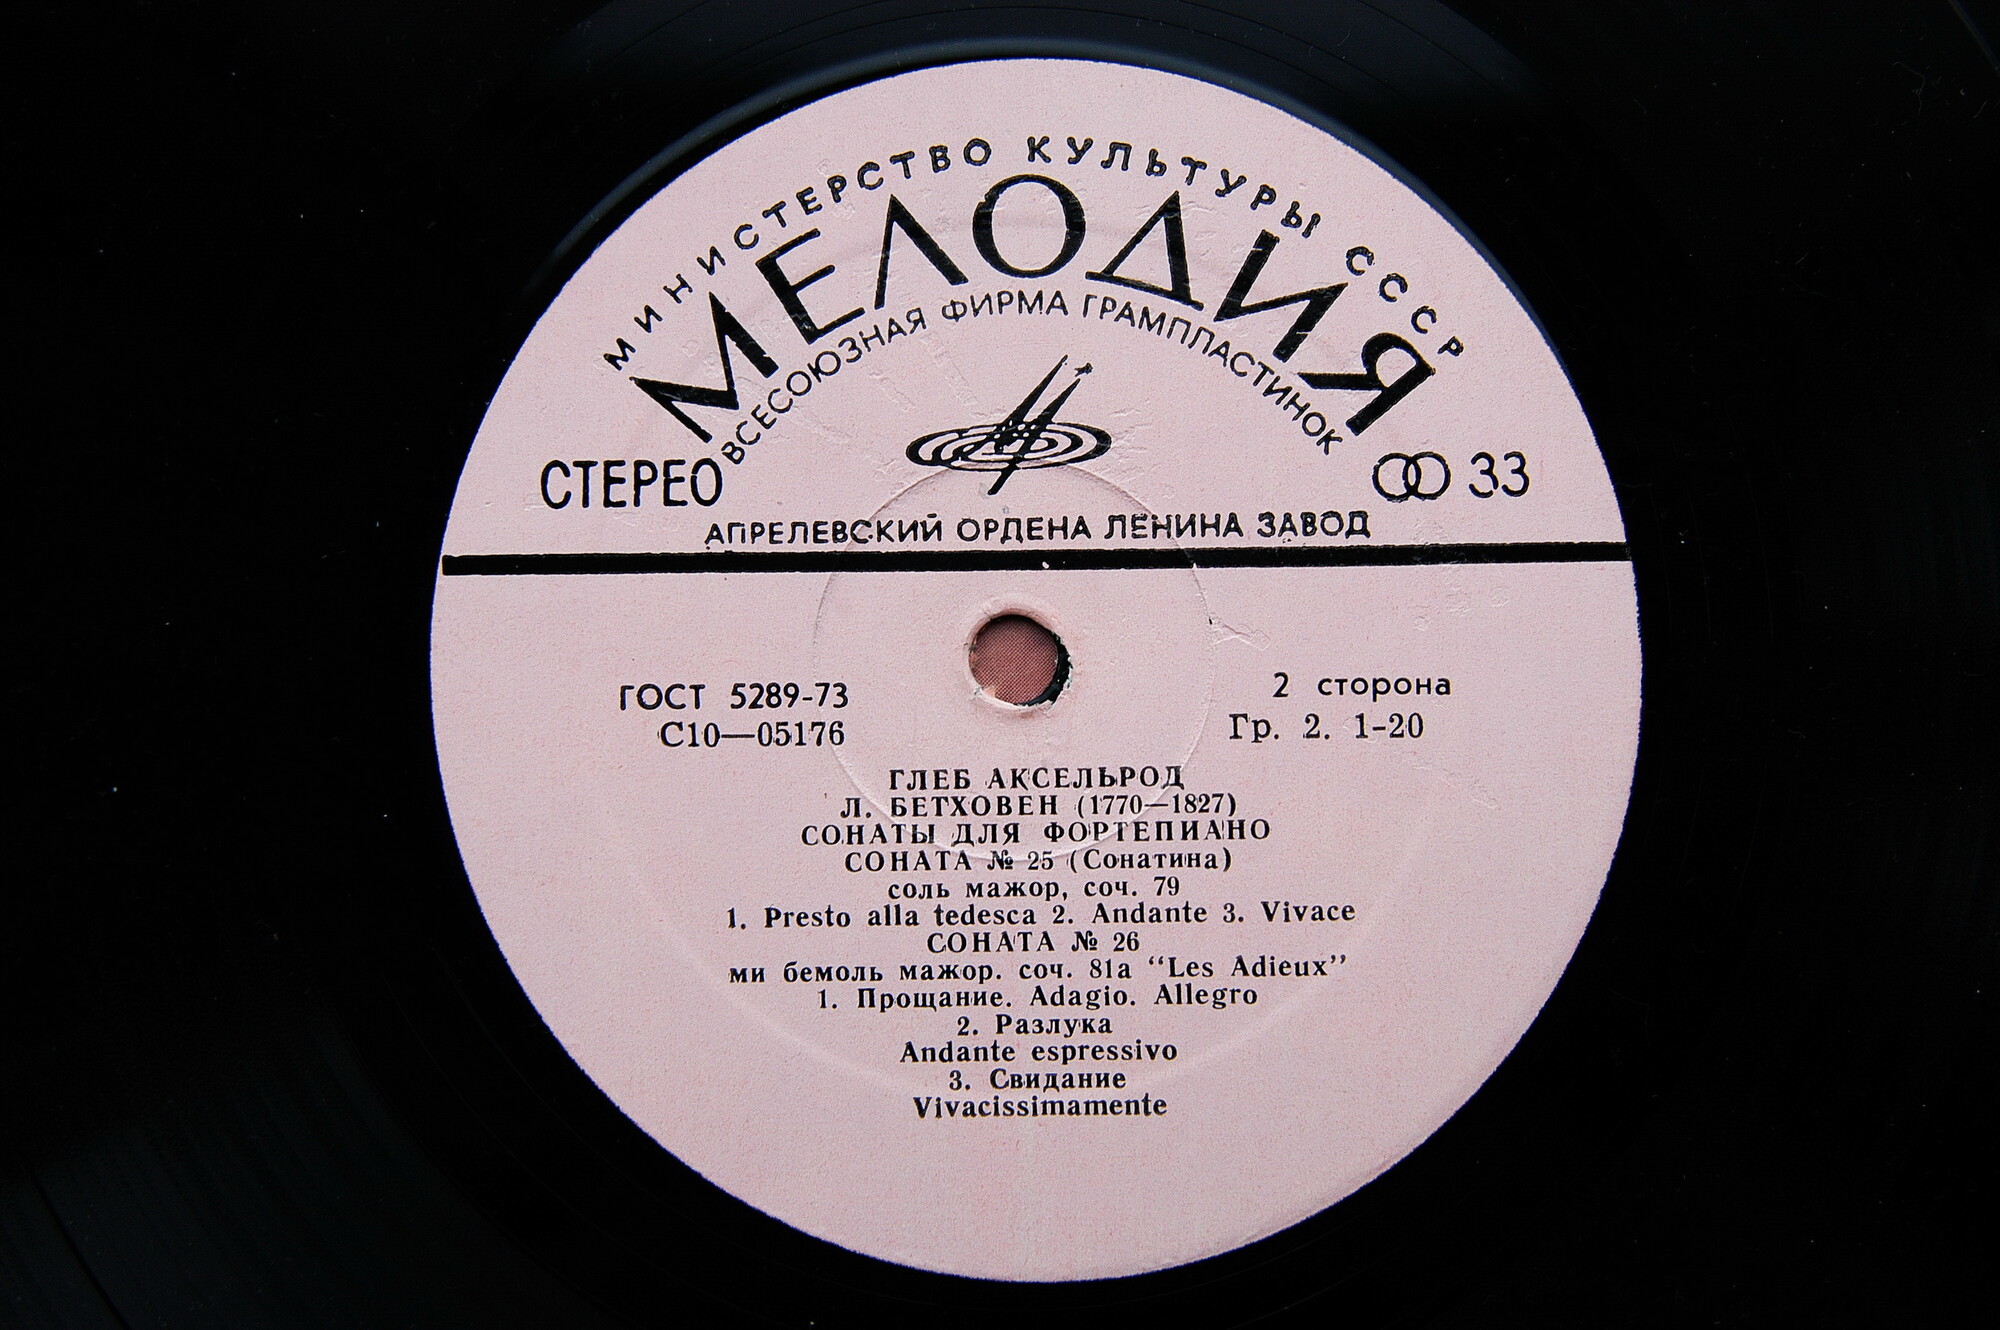 МИНИСТЕРСТВО КУЛЬТУРЫ СССР
МЕЛОДИЯ
ВСЕСОЮЗНАЯ ФИРМА ГРАМПЛАСТИНОК
СТЕРЕО
33
АПРЕЛЕВСКИЙ ОРДЕНА ЛЕНИНА ЗАВОД
ГОСТ 5289-73
2 сторона
С10—05176
Гр. 2. 1-20
ГЛЕБ АКСЕЛЬРОД
Л. БЕТХОВЕН (1770—1827)
СОНАТЫ ДЛЯ ФОРТЕПИАНО
СОНАТА № 25 (Сонатина)
соль мажор, соч. 79
1. Presto alla tedesca 2. Andante 3. Vivace
СОНАТА № 26
ми бемоль мажор. соч. 81a “Les Adieux”
1. Прощание. Adagio. Allegro
2. Разлука
Andante espressivo
3. Свидание
Vivacissimamente